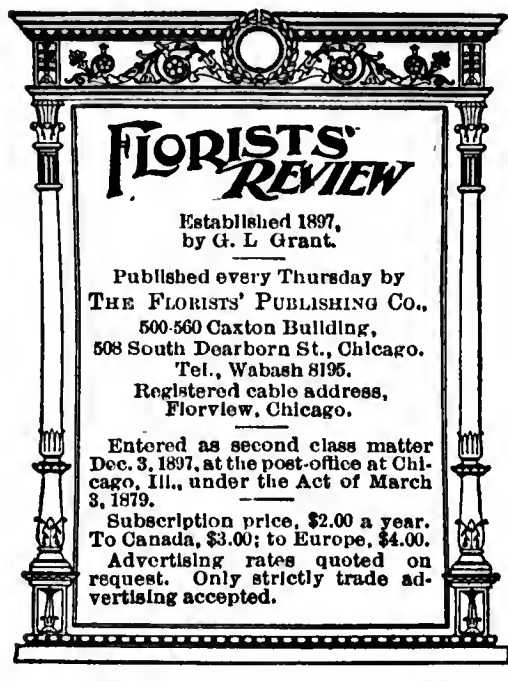 FLORISTS'
REVIEW
Established 1897,
by G. L Grant.
Published every Thursday by
THE FLORISTS' PUBLISHING CO.,
500-560 Caxton Building,
508 South Dearborn St., Chicago.
Tel., Wabash 8195.
Registered cable address,
Florview, Chicago.
Entered as second class matter
Dec. 3, 1897, at the post-office at Chi-
cago, Ill., under the Act of March
3, 1879.
Subscription price, $2.00 a year.
To Canada, $3.00; to Europe, $4.00.
Advertising rates quoted on
request. Only strictly trade ad-
vertising accepted.